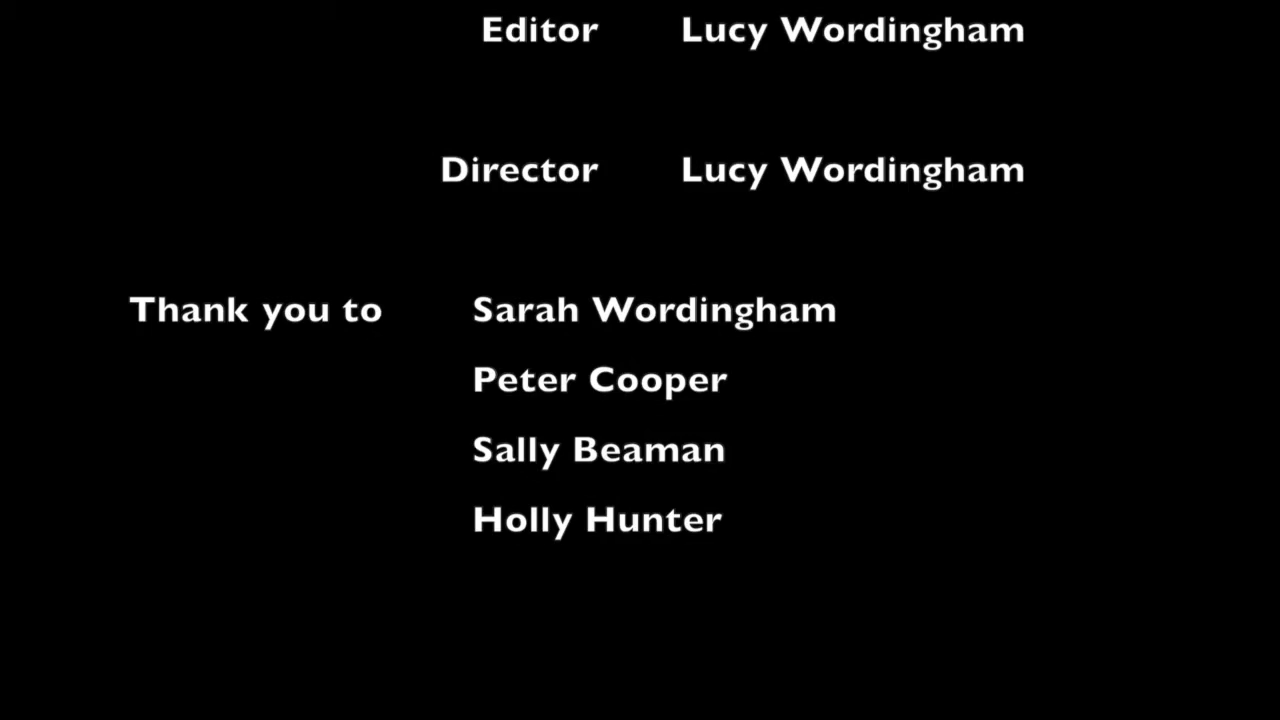 Editor Lucy Wordingham
Director Lucy Wordingham
Thank you to Sarah Wordingham
Peter Cooper
Sally Beaman
Holly Hunter